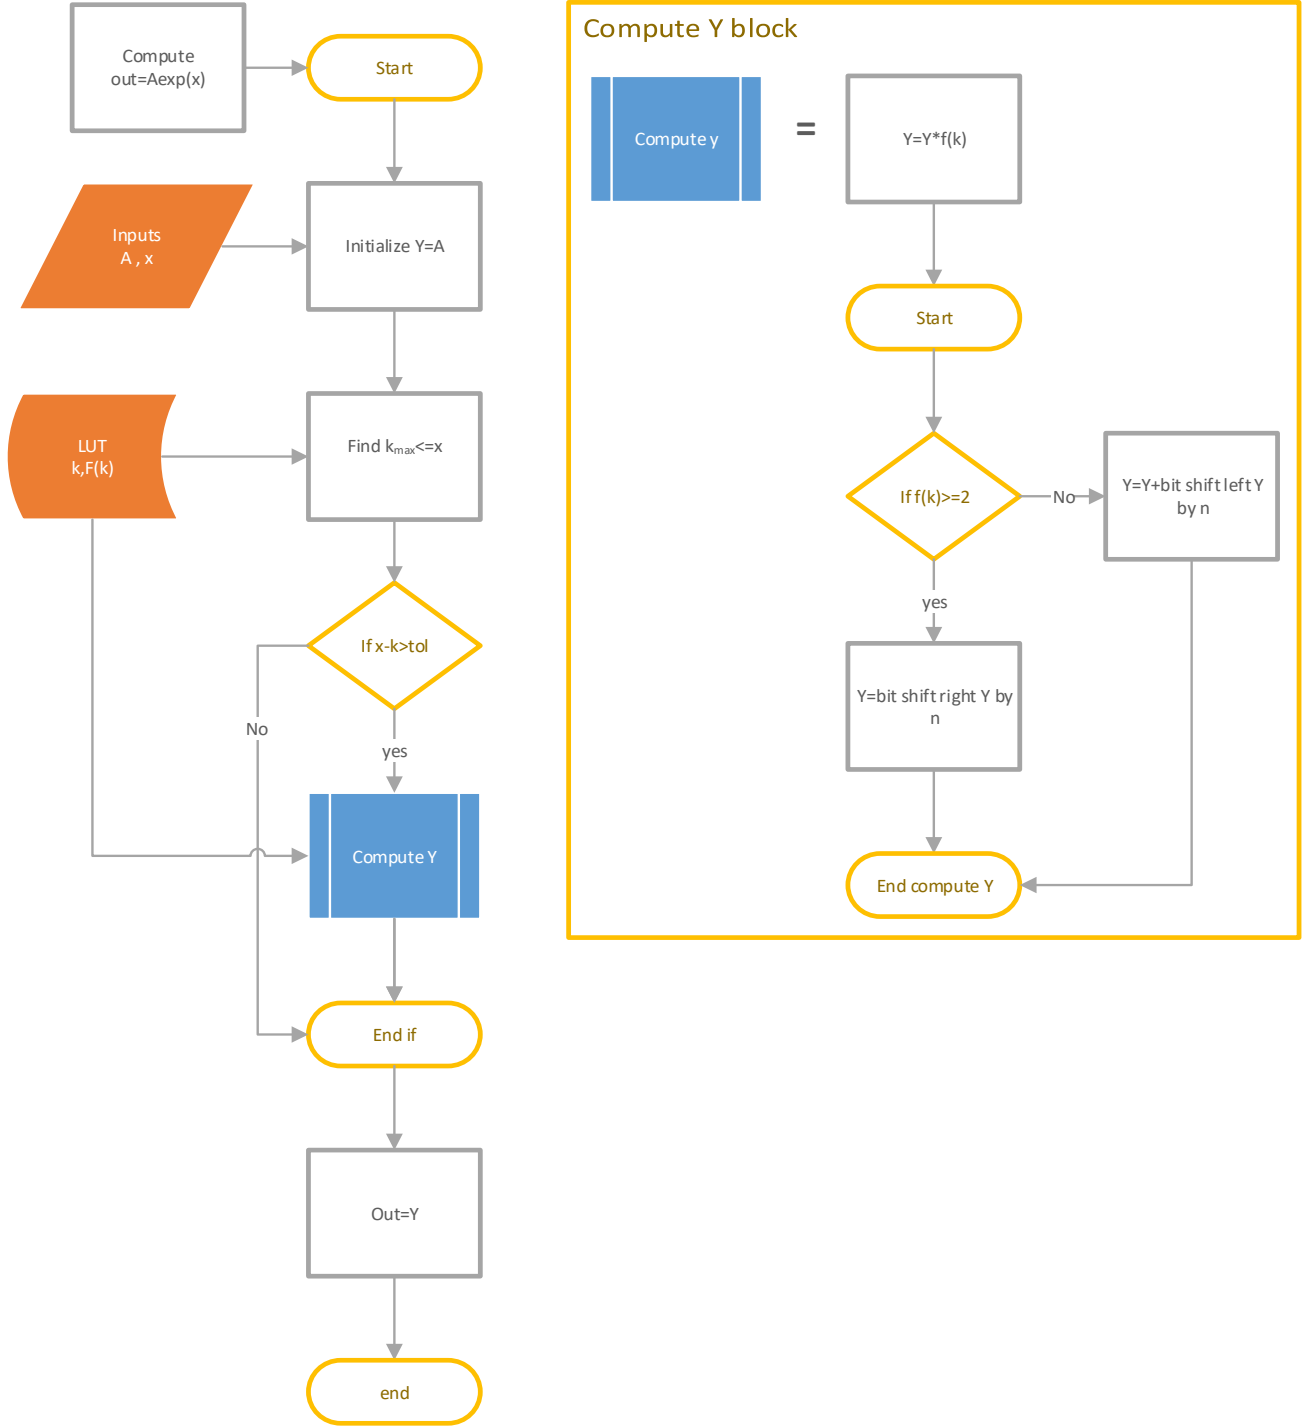 Compute
out=Aexp(x)
Start
Inputs
A , x
Initialize Y=A
LUT
k,F(k)
Find kmax<=x
If x-k>tol
No
yes
Compute Y
End if
Out=Y
end
Compute Y block
Compute y
=
Y=Y*f(k)
Start
If f(k)>=2
No
Y=Y+bit shift left Y
by n
yes
Y=bit shift right Y by
n
End compute Y